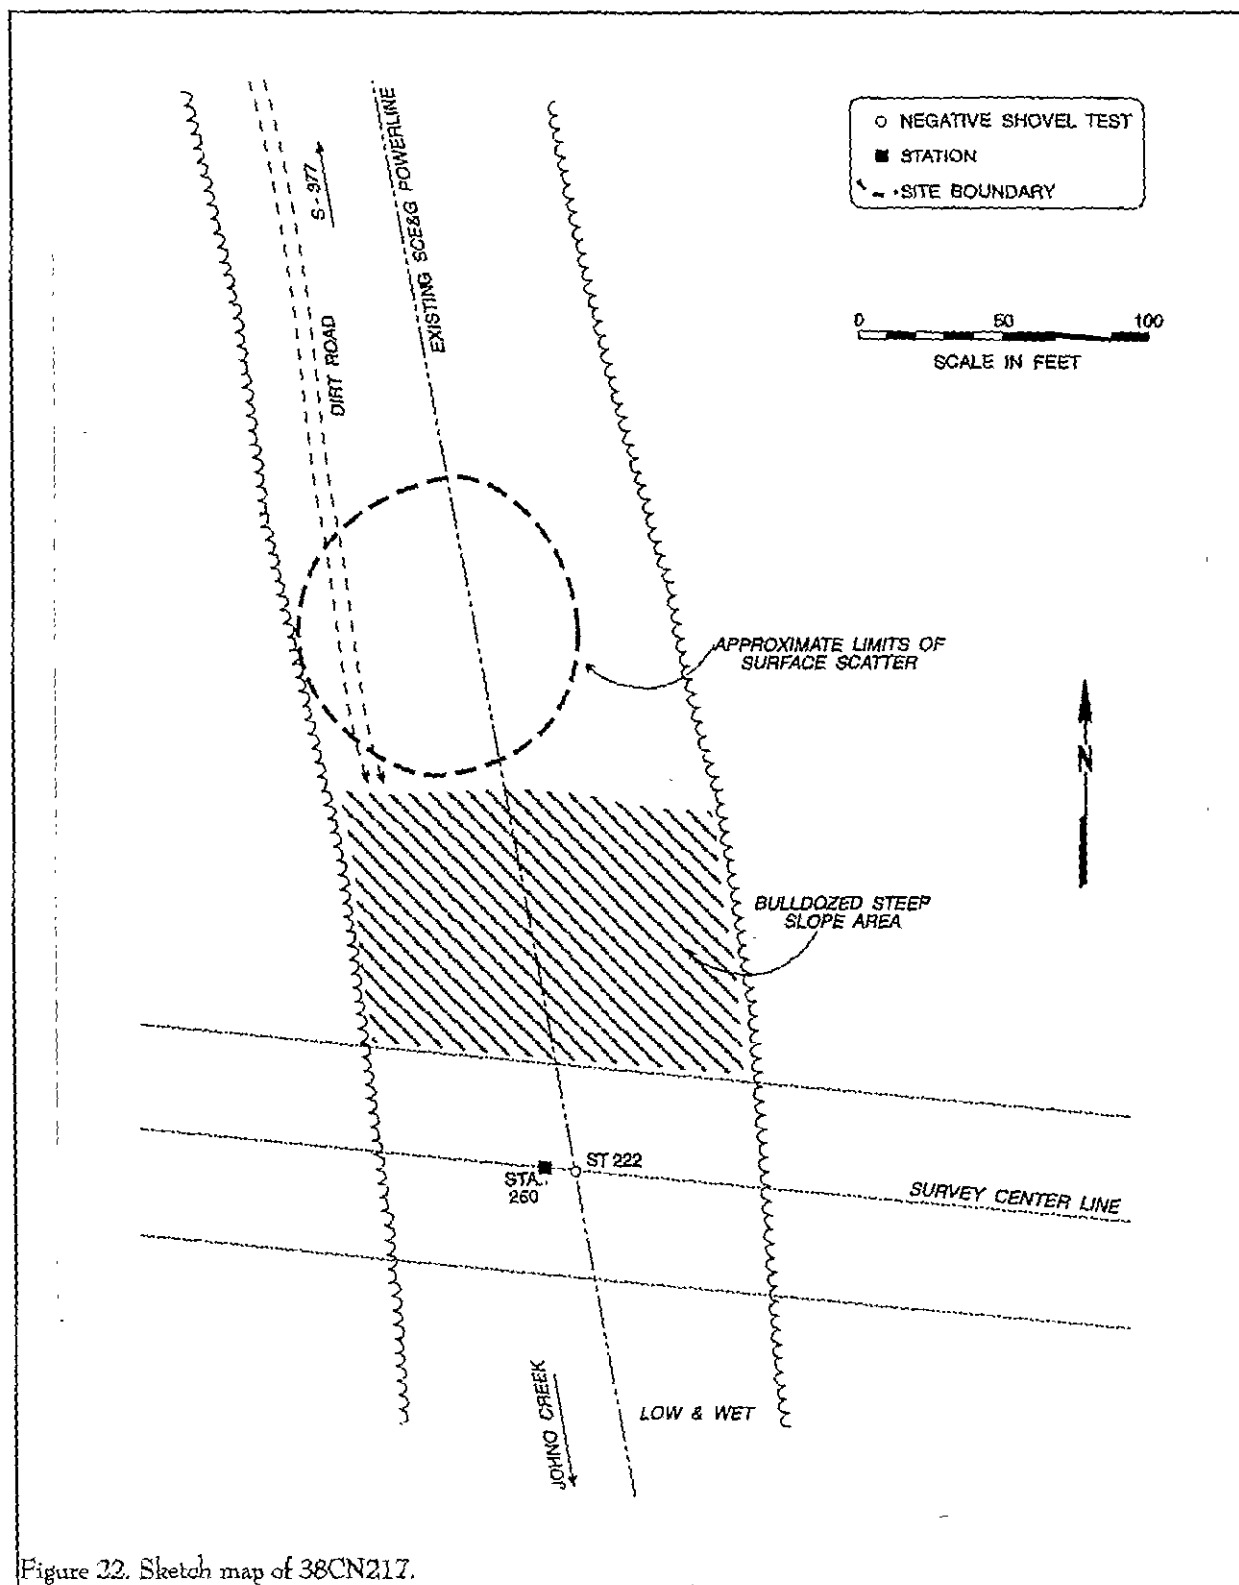 NEGATIVE SHOVEL TEST
STATION
SITE BOUNDARY
0 50 100
SCALE IN FEET
S-977
EXISTING SCE&G POWERLINE
DIRT ROAD
APPROXIMATE LIMITS OF
SURFACE SCATTER
N
BULLDOZED STEEP
SLOPE AREA
ST 222
STA.
260
SURVEY CENTER LINE
JOHNO CREEK
LOW & WET
Figure 22. Sketch map of 38CN217.